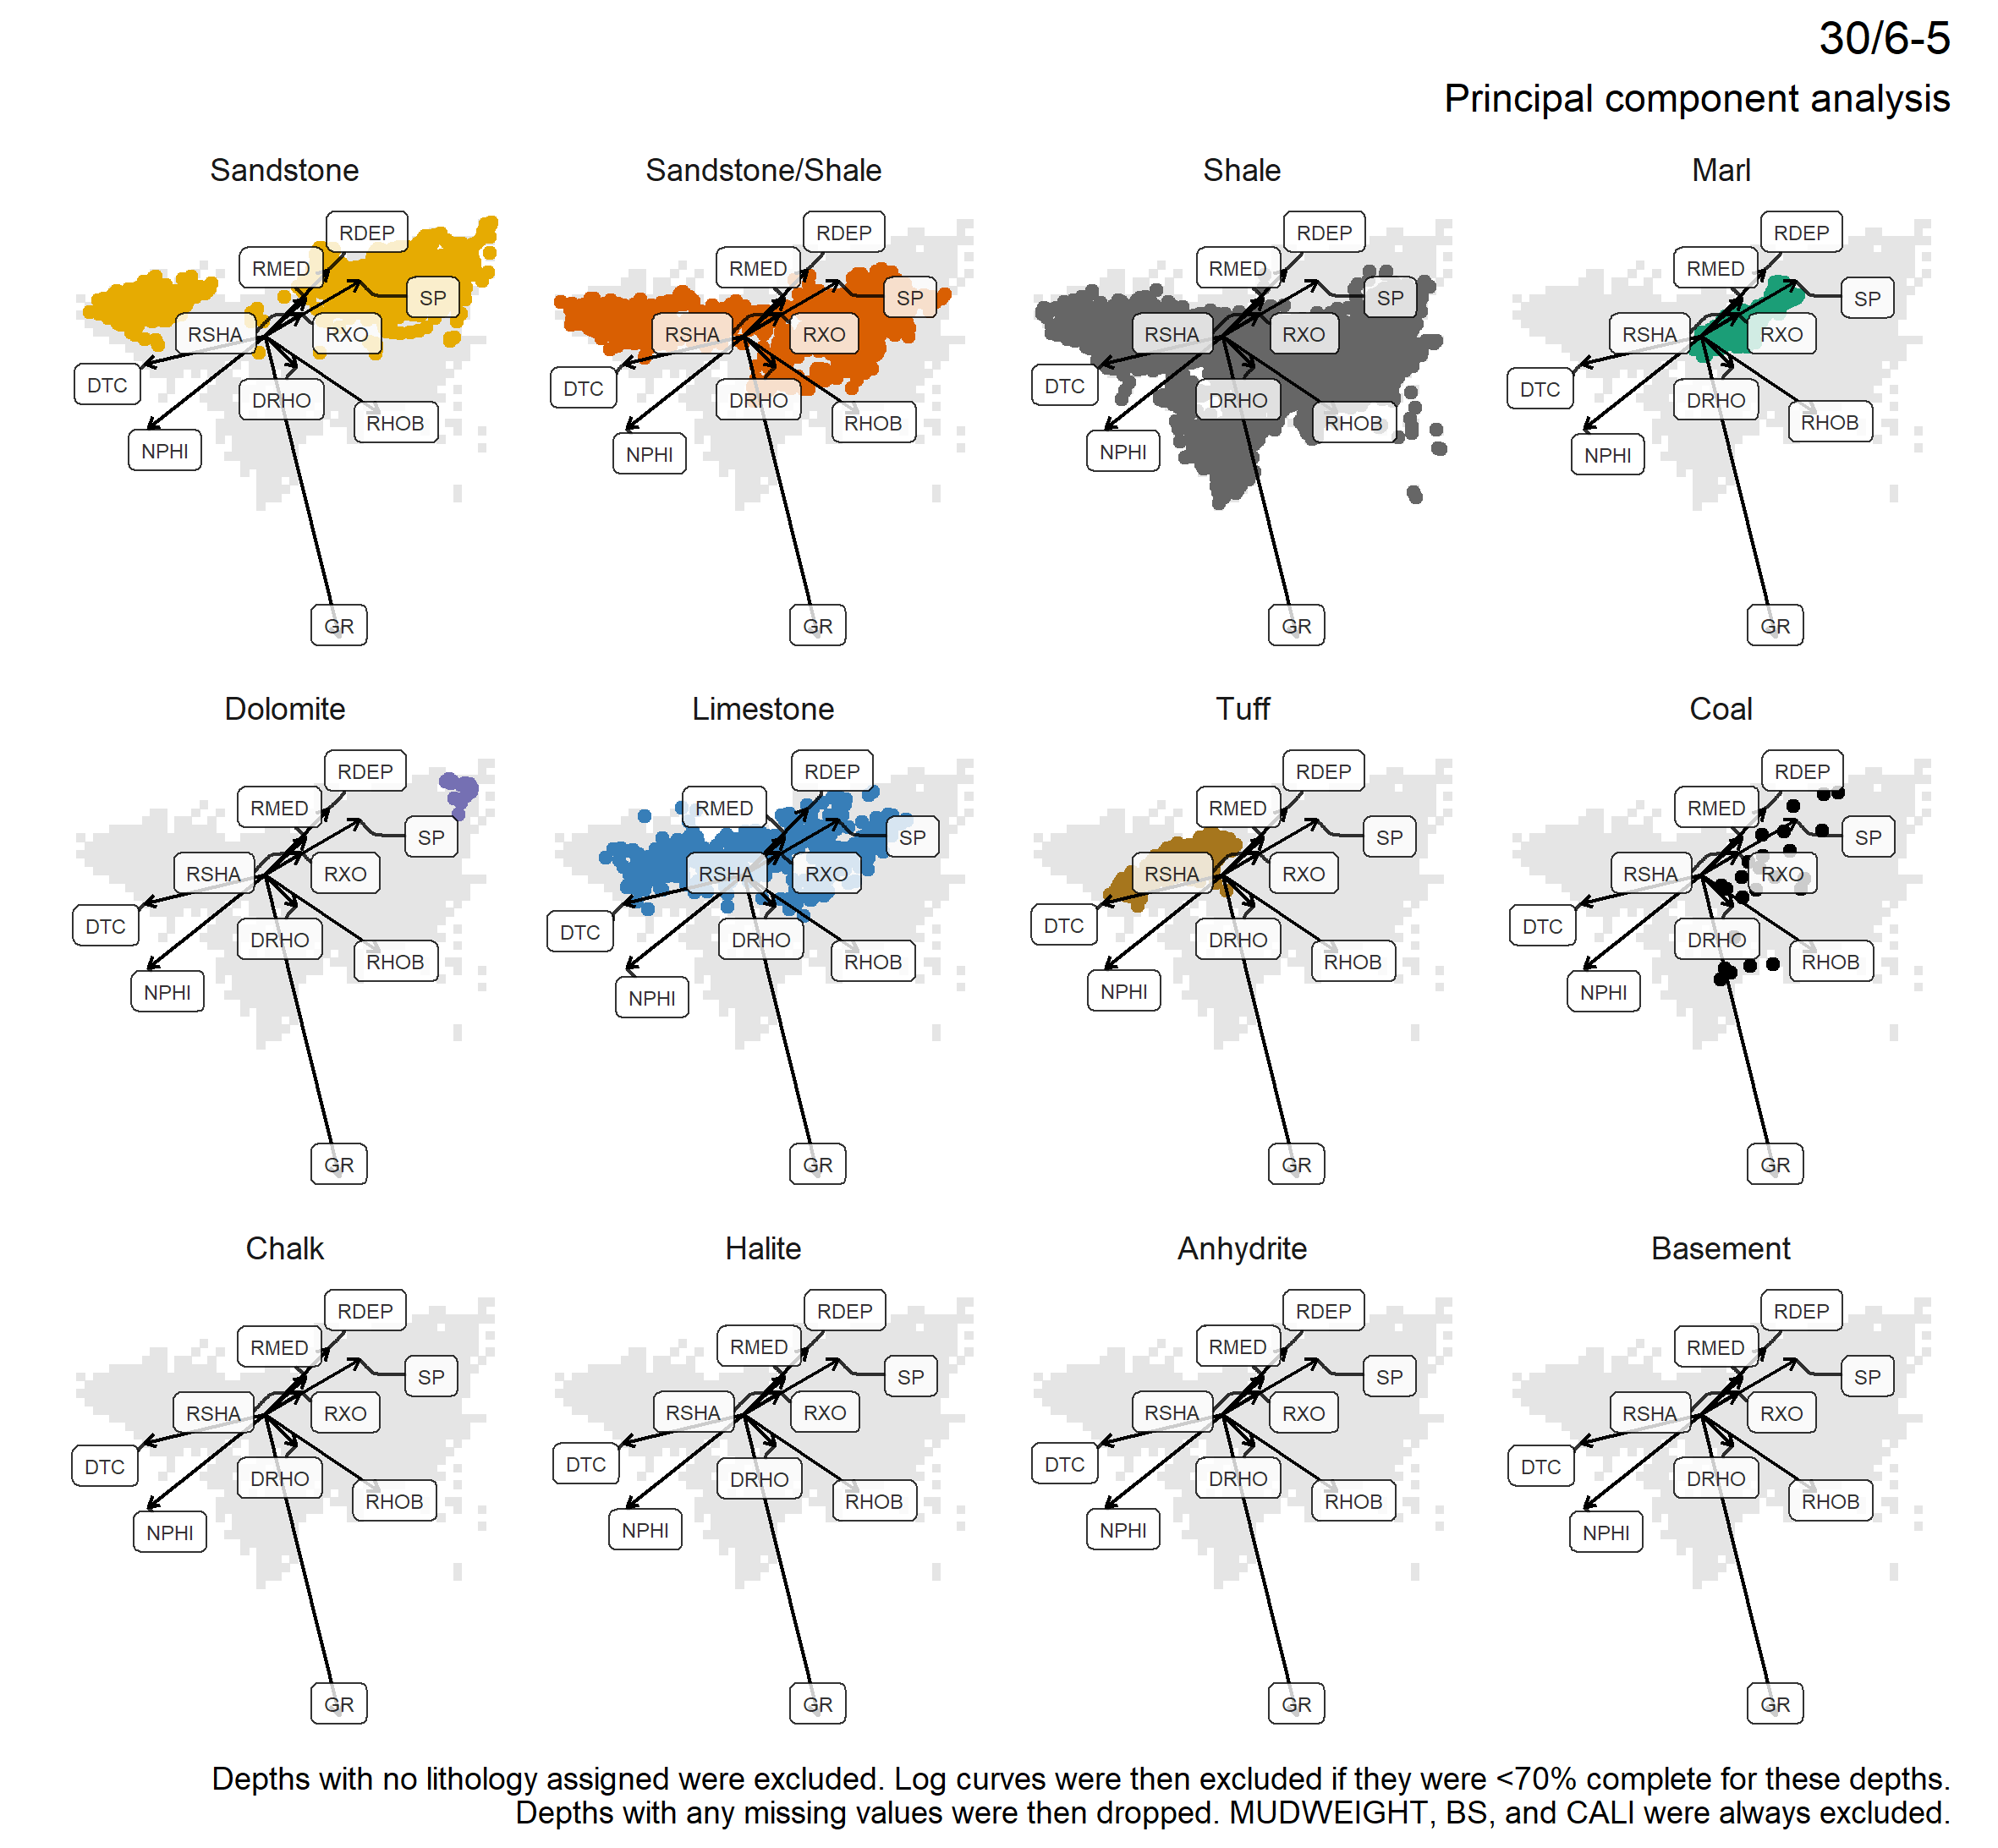 30/6-5
Principal component analysis
Sandstone
RDEP
RMED
SP
RSHA
RXO
DTC
DRHO
RHOB
NPHI
GR
Sandstone/Shale
RDEP
RMED
SP
RSHA
RXO
DTC
DRHO
RHOB
NPHI
GR
Shale
RDEP
RMED
SP
RSHA
RXO
DTC
DRHO
RHOB
NPHI
GR
Marl
RDEP
RMED
SP
RSHA
RXO
DTC
DRHO
RHOB
NPHI
GR
Dolomite
RDEP
RMED
SP
RSHA
RXO
DTC
DRHO
RHOB
NPHI
GR
Limestone
RDEP
RMED
SP
RSHA
RXO
DTC
DRHO
RHOB
NPHI
GR
Tuff
RDEP
RMED
SP
RSHA
RXO
DTC
DRHO
RHOB
NPHI
GR
Coal
RDEP
RMED
SP
RSHA
RXO
DTC
DRHO
RHOB
NPHI
GR
Chalk
RDEP
RMED
SP
RSHA
RXO
DTC
DRHO
RHOB
NPHI
GR
Halite
RDEP
RMED
SP
RSHA
RXO
DTC
DRHO
RHOB
NPHI
GR
Anhydrite
RDEP
RMED
SP
RSHA
RXO
DTC
DRHO
RHOB
NPHI
GR
Basement
RDEP
RMED
SP
RSHA
RXO
DTC
DRHO
RHOB
NPHI
GR
Depths with no lithology assigned were excluded. Log curves were then excluded if they were <70% complete for these depths.
Depths with any missing values were then dropped. MUDWEIGHT, BS, and CALI were always excluded.